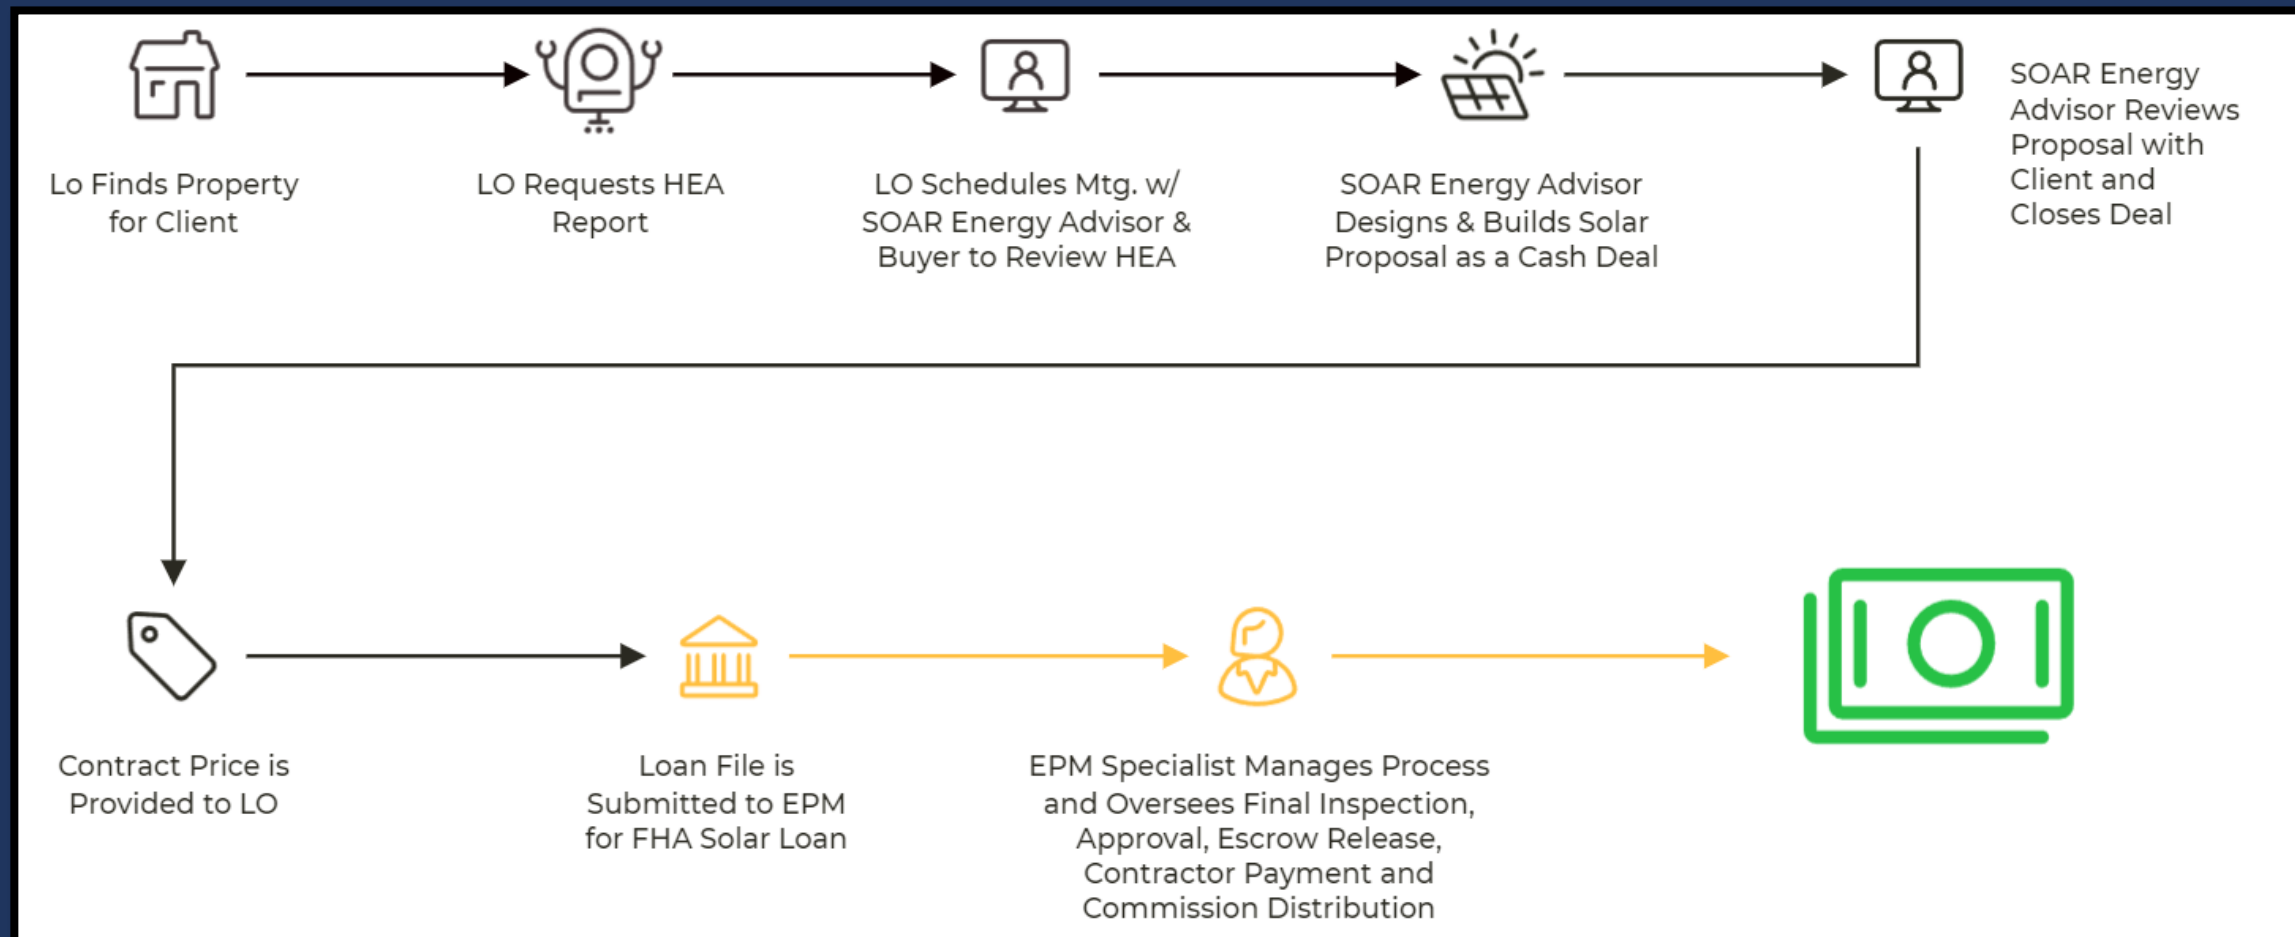 Lo Finds Property
for Client
LO Requests HEA
Report
LO Schedules Mtg. w/
SOAR Energy Advisor &
Buyer to Review HEA
SOAR Energy Advisor
Designs & Builds Solar
Proposal as a Cash Deal
SOAR Energy
Advisor Reviews
Proposal with
Client and
Closes Deal
Contract Price is
Provided to LO
Loan File is
Submitted to EPM
for FHA Solar Loan
EPM Specialist Manages Process
and Oversees Final Inspection,
Approval, Escrow Release,
Contractor Payment and
Commission Distribution